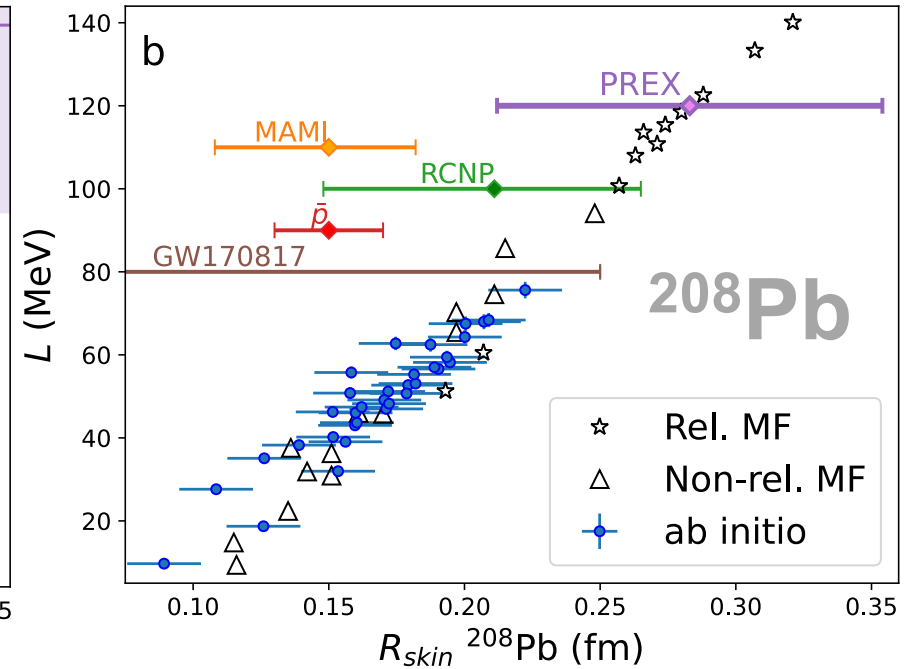 b
140
120
100
80
60
40
20
L (MeV)
PREX
MAMI
RCNP
p̄
GW170817
²⁰⁸Pb
Rel. MF
Non-rel. MF
ab initio
5
0.10 0.15 0.20 0.25 0.30 0.35
R_skin ²⁰⁸Pb (fm)